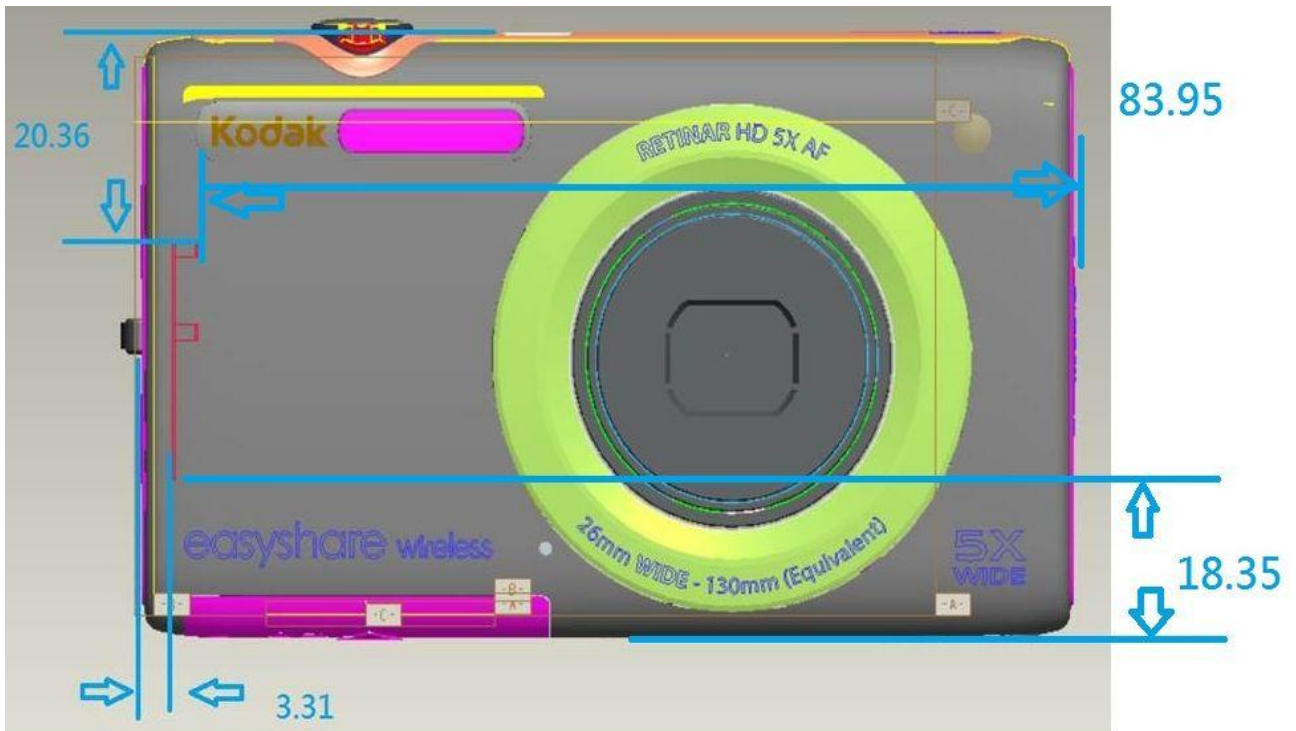 83.95
20.36
Kodak
-C-
RETINAR HD 5X AF
easyshare wireless
26mm WIDE - 130mm (Equivalent)
5X
WIDE
18.35
-B-
-B-
-A-
-C-
-A-
3.31